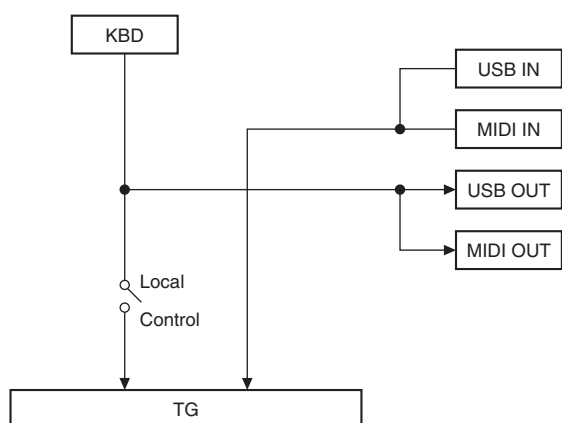 KBD
USB IN
MIDI IN
USB OUT
MIDI OUT
Local
Control
TG